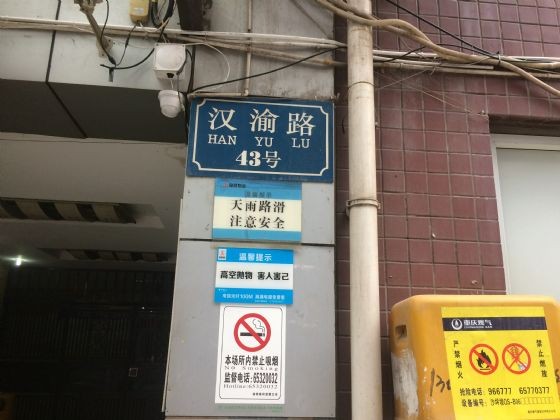 汉渝路
HAN YU LU
43号
温馨提示
天雨路滑
注意安全
温馨提示
高空抛物 害人害己
本场所内禁止吸烟
No Smoking
监督电话:65320032
重庆燃气
严禁烟火
禁止燃放
抢险电话: 966777 65770377